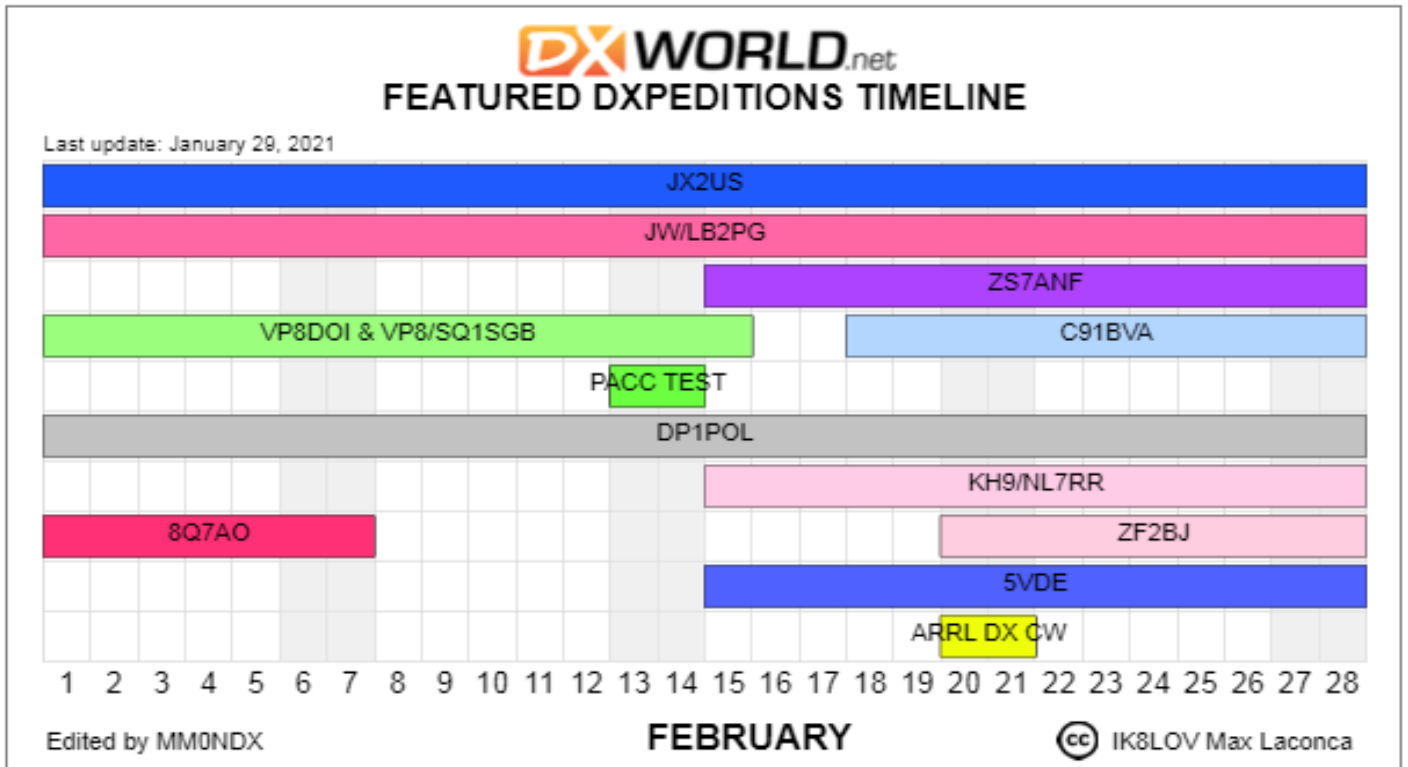 DX WORLD.net
FEATURED DXPEDITIONS TIMELINE
Last update: January 29, 2021
JX2US
JW/LB2PG
ZS7ANF
VP8DOI & VP8/SQ1SGB C91BVA
PACC TEST
DP1POL
KH9/NL7RR
8Q7AO ZF2BJ
5VDE
ARRL DX CW
1 2 3 4 5 6 7 8 9 10 11 12 13 14 15 16 17 18 19 20 21 22 23 24 25 26 27 28
Edited by MM0NDX FEBRUARY cc IK8LOV Max Laconca